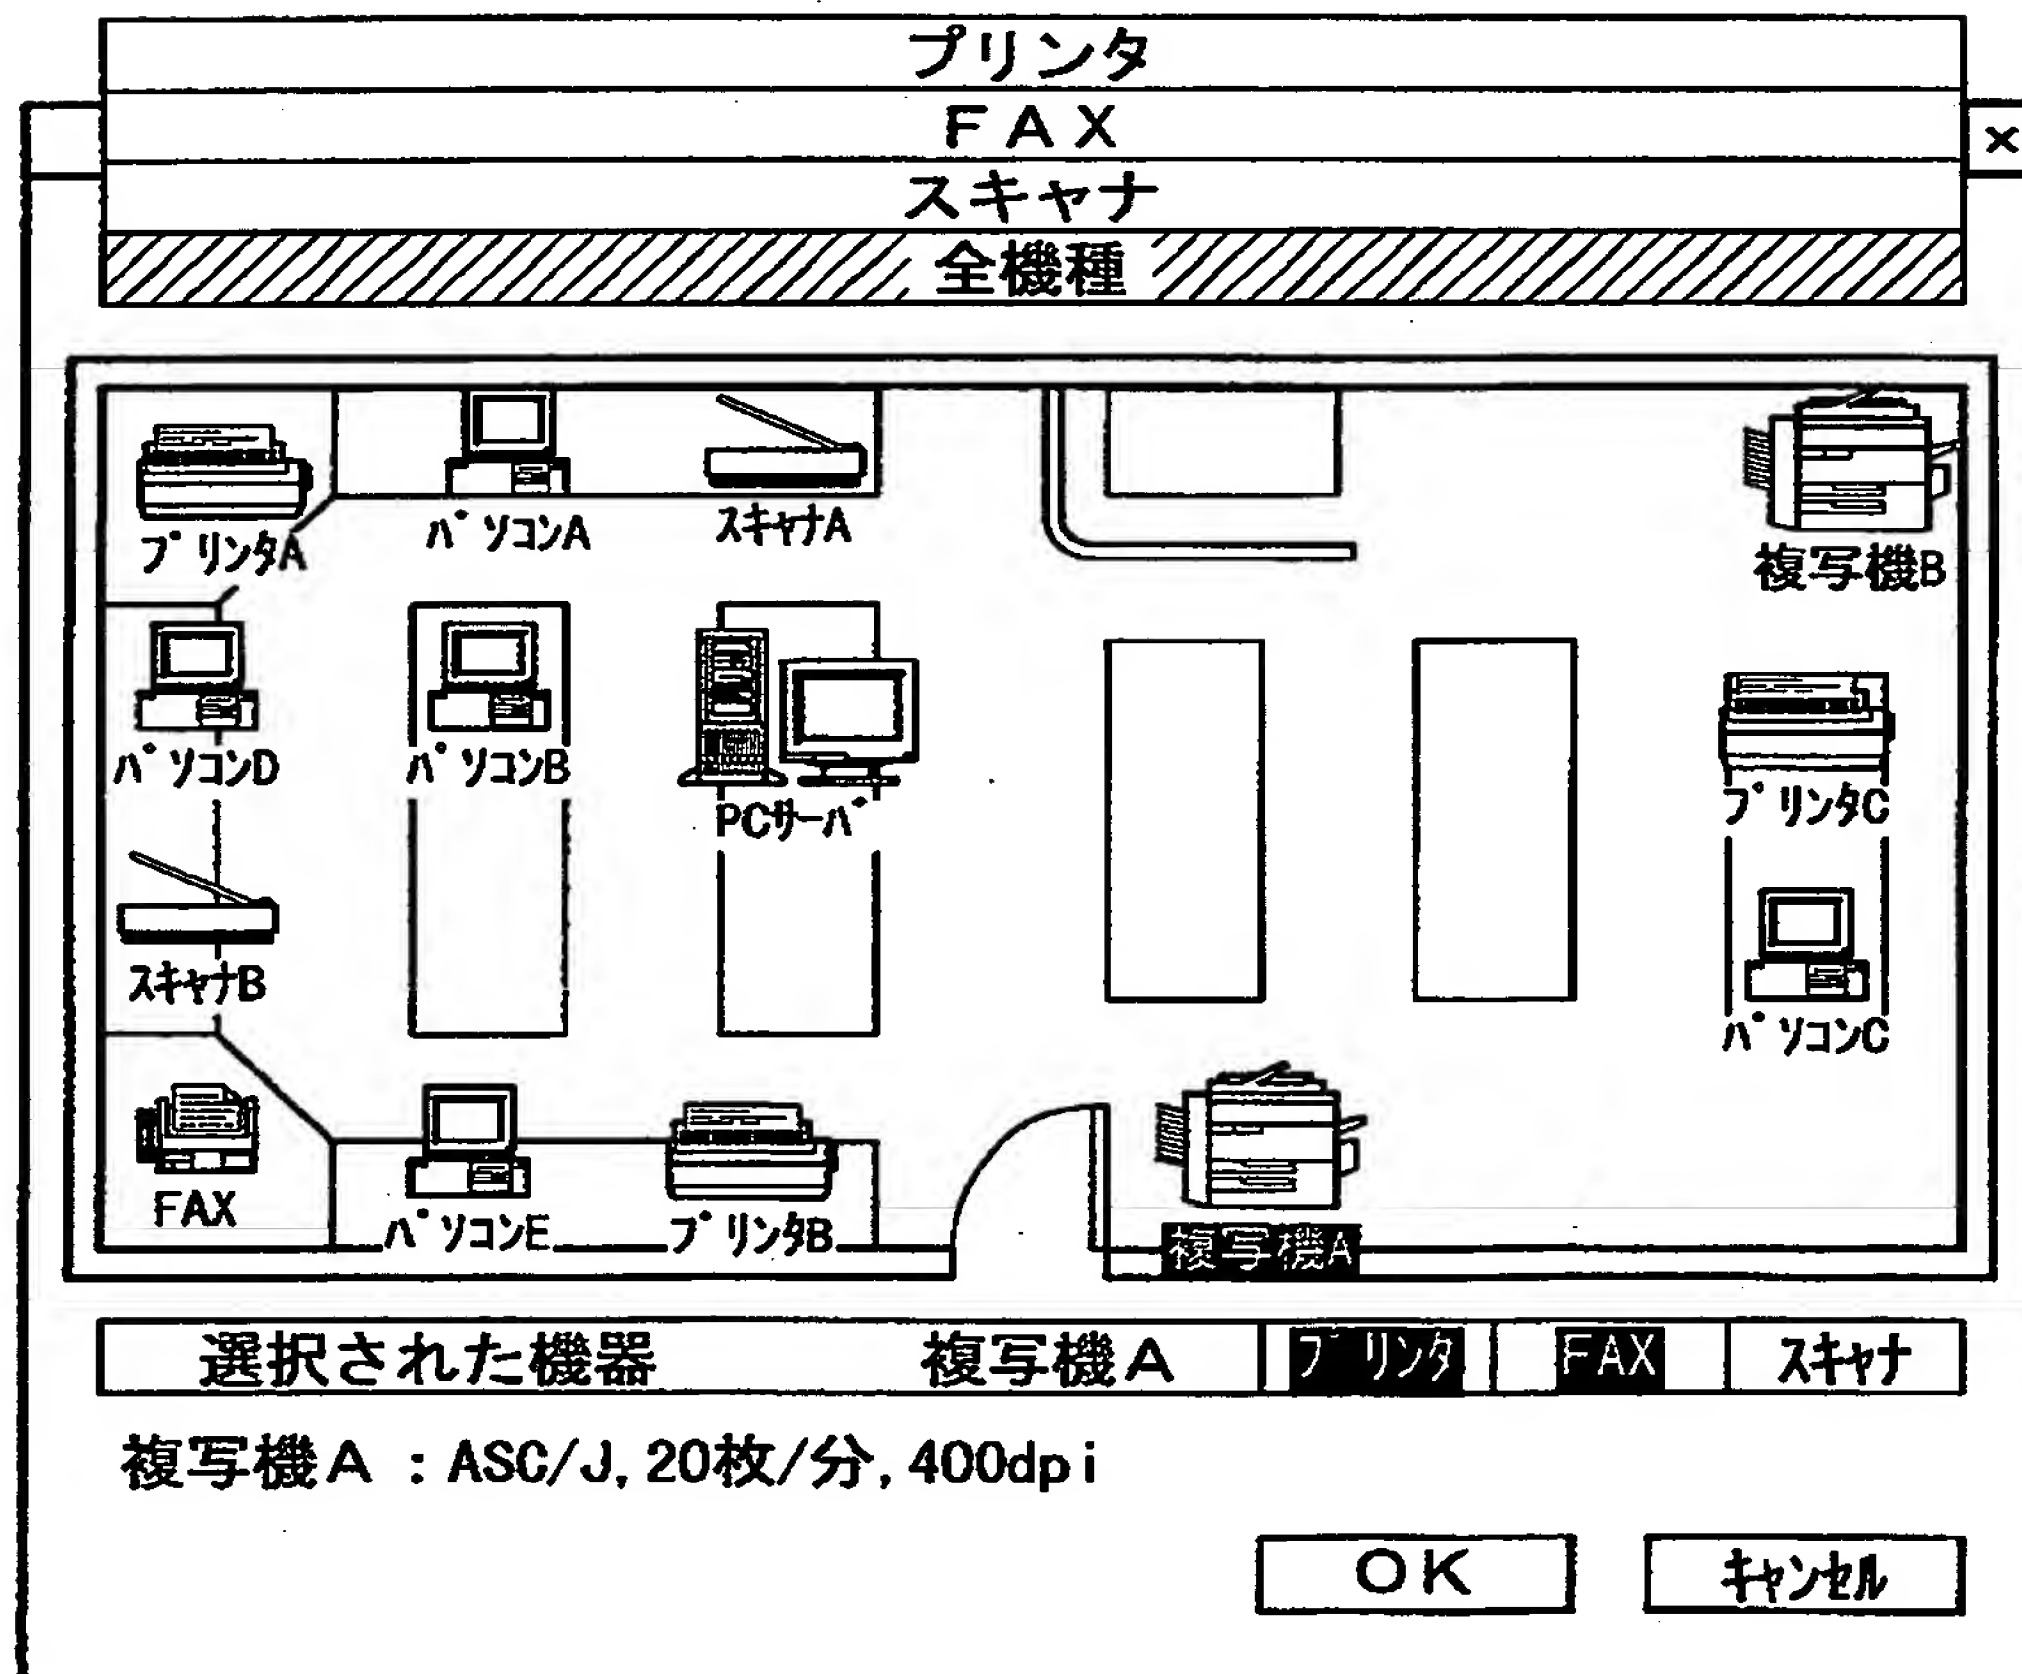 プリンタ
FAX
×
スキャナ
全機種
プリンタA
パソコンA
スキャナA
複写機B
パソコンD
パソコンB
PCサーバ
プリンタC
スキャナB
パソコンC
FAX
パソコンE
プリンタB
複写機A
選択された機器 複写機A プリンタ FAX スキャナ
複写機A : ASC/J, 20枚/分, 400dpi
OK キャンセル